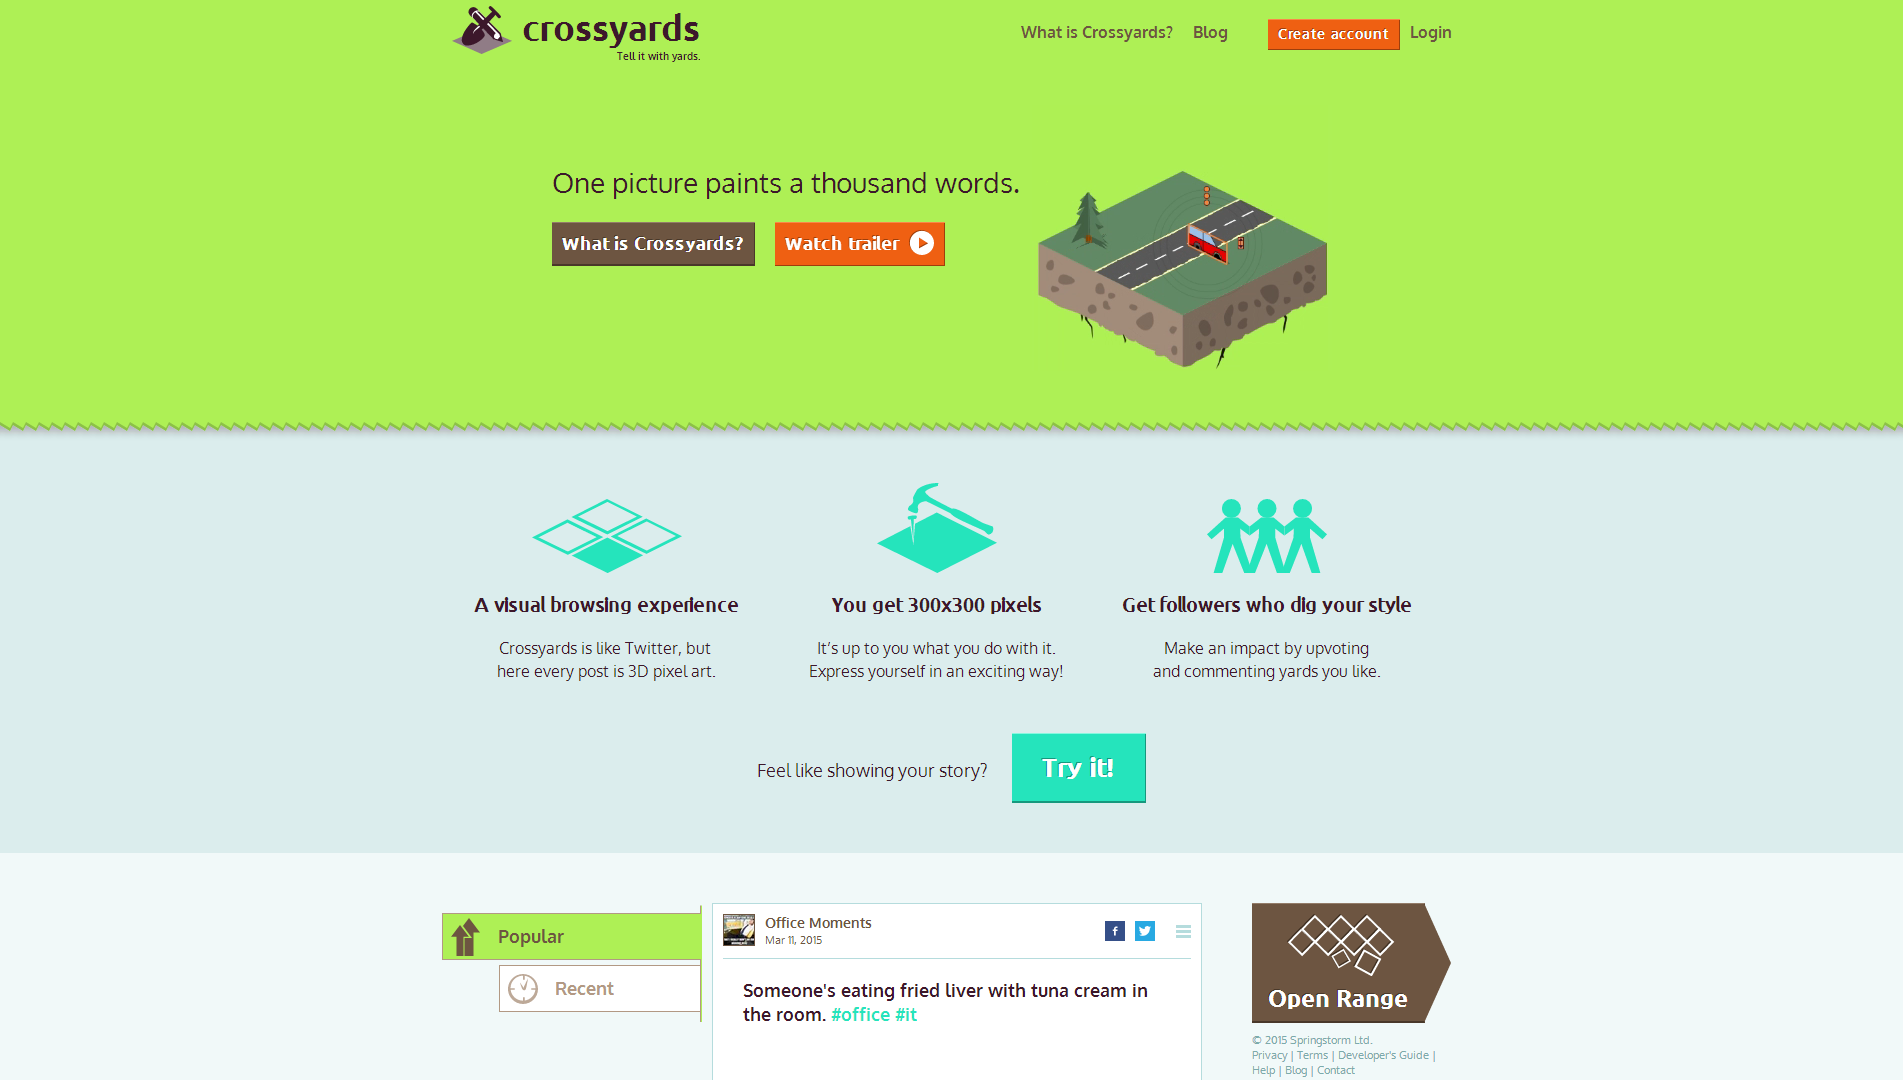 crossyards
Tell it with yards.
What is Crossyards?
Blog
Create account
Login
One picture paints a thousand words.
What is Crossyards?
Watch trailer
A visual browsing experience
Crossyards is like Twitter, but
here every post is 3D pixel art.
You get 300x300 pixels
It’s up to you what you do with it.
Express yourself in an exciting way!
Get followers who dig your style
Make an impact by upvoting
and commenting yards you like.
Feel like showing your story?
Try it!
Popular
Recent
Office Moments
Mar 11, 2015
Someone's eating fried liver with tuna cream in
the room. #office #it
Open Range
© 2015 Springstorm Ltd.
Privacy | Terms | Developer's Guide |
Help | Blog | Contact